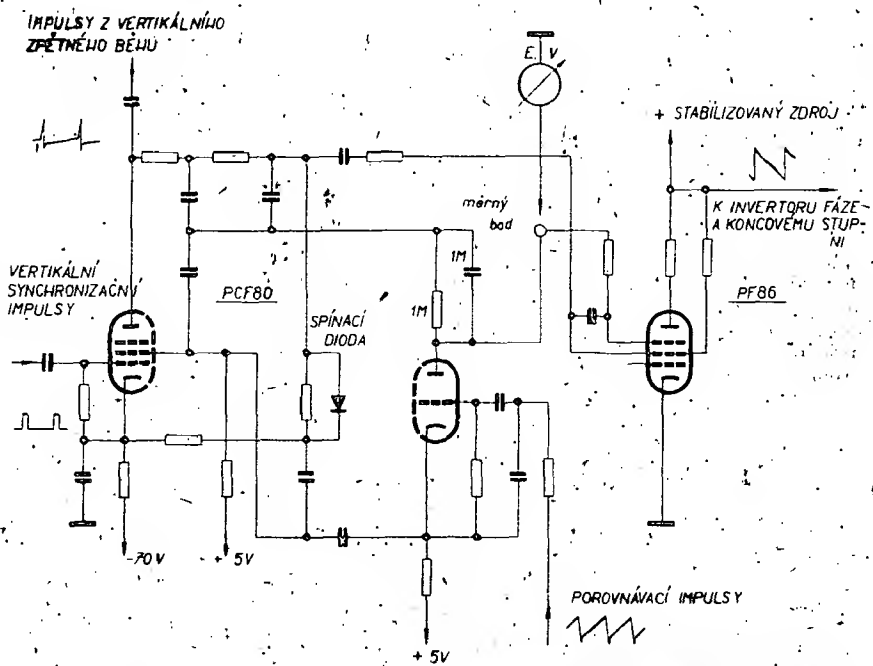 IMPULSY Z VERTIKÁLNÍHO
ZPĚTNÉHO BĚHU
E. V
+ STABILIZOVANÝ ZDROJ
K INVERTORU FÁZE
A KONCOVÉMU STUP-
NI
měrný
bod
1M
1M
VERTIKÁLNÍ
SYNCHRONIZAČNÍ
IMPULSY
PCF80
SPÍNACÍ
DIODA
PF86
-70V
+ 5V
+ 5V
POROVNÁVACÍ IMPULSY